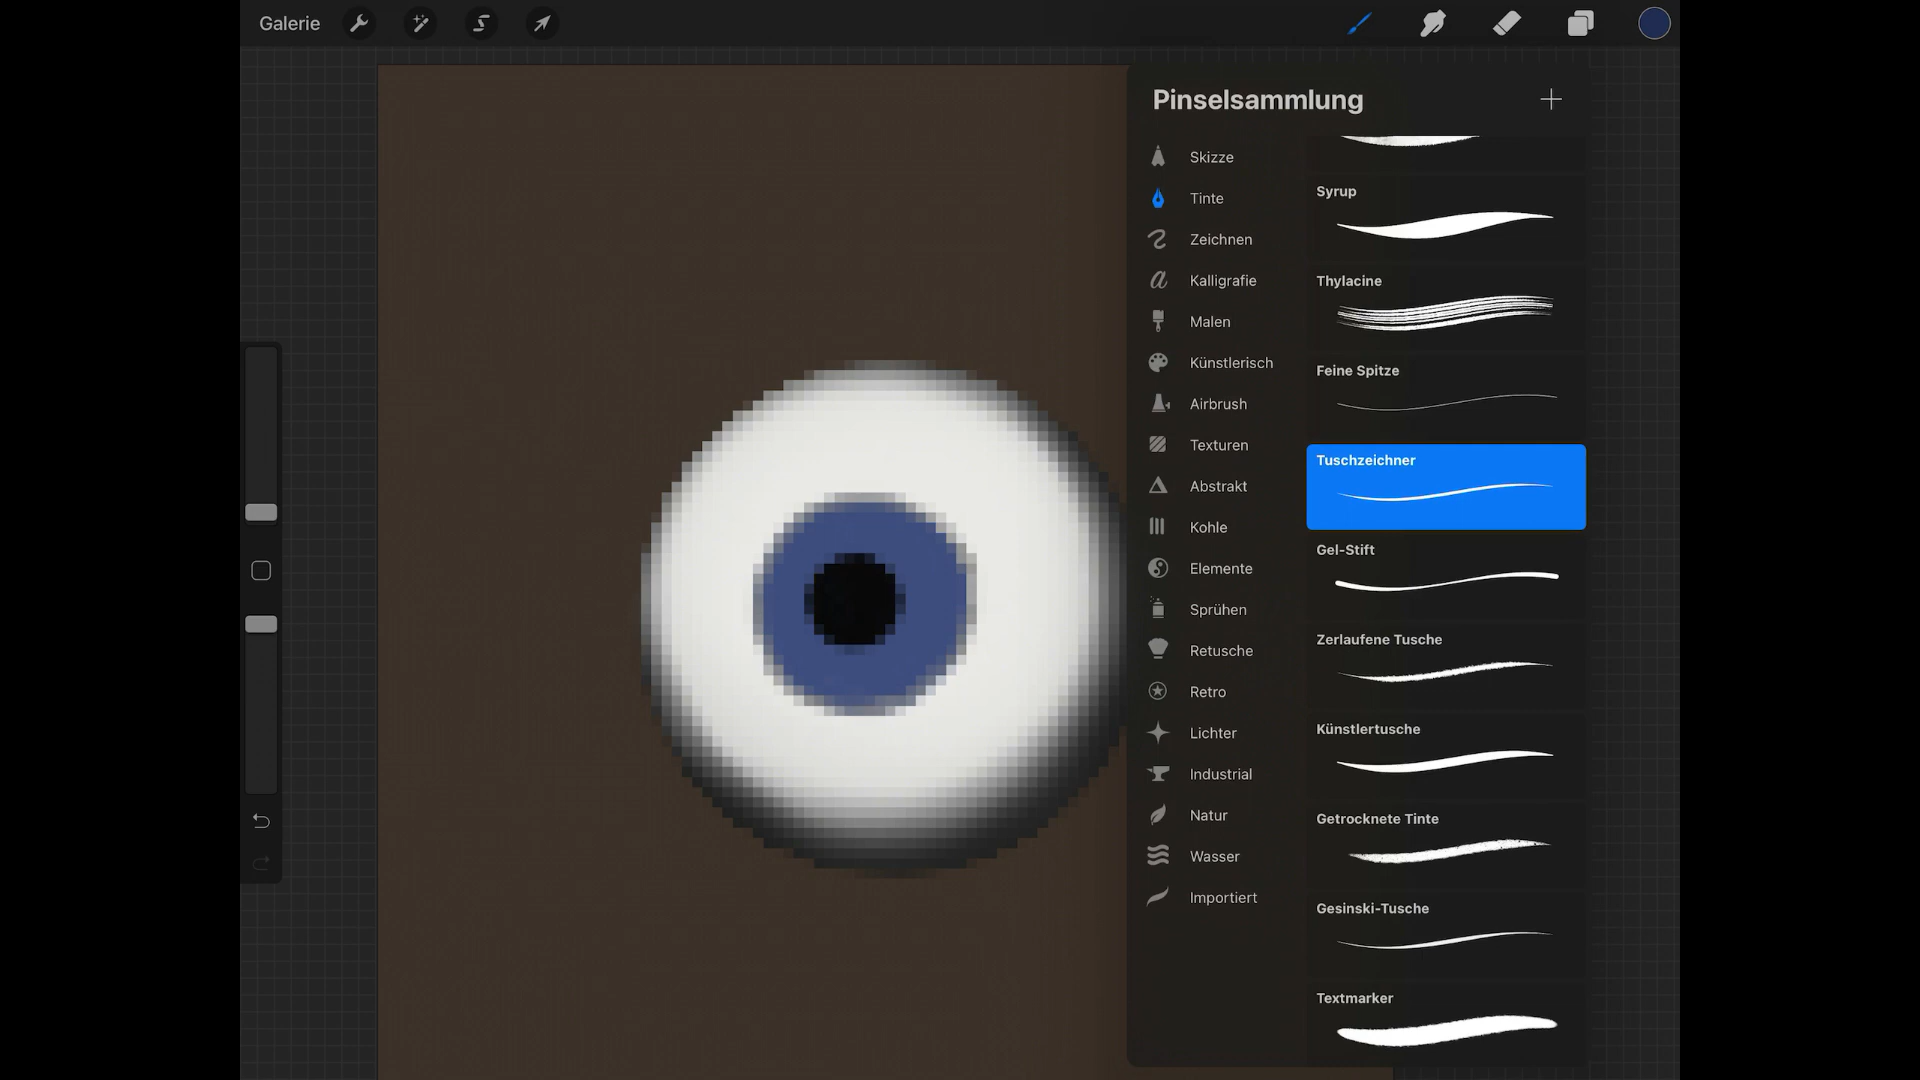 Galerie
Pinselsammlung
Skizze
Tinte
Zeichnen
Kalligrafie
Malen
Künstlerisch
Airbrush
Texturen
Abstrakt
Kohle
Elemente
Sprühen
Retusche
Retro
Lichter
Industrial
Natur
Wasser
Importiert
Syrup
Thylacine
Feine Spitze
Tuschzeichner
Gel-Stift
Zerlaufene Tusche
Künstlertusche
Getrocknete Tinte
Gesinski-Tusche
Textmarker